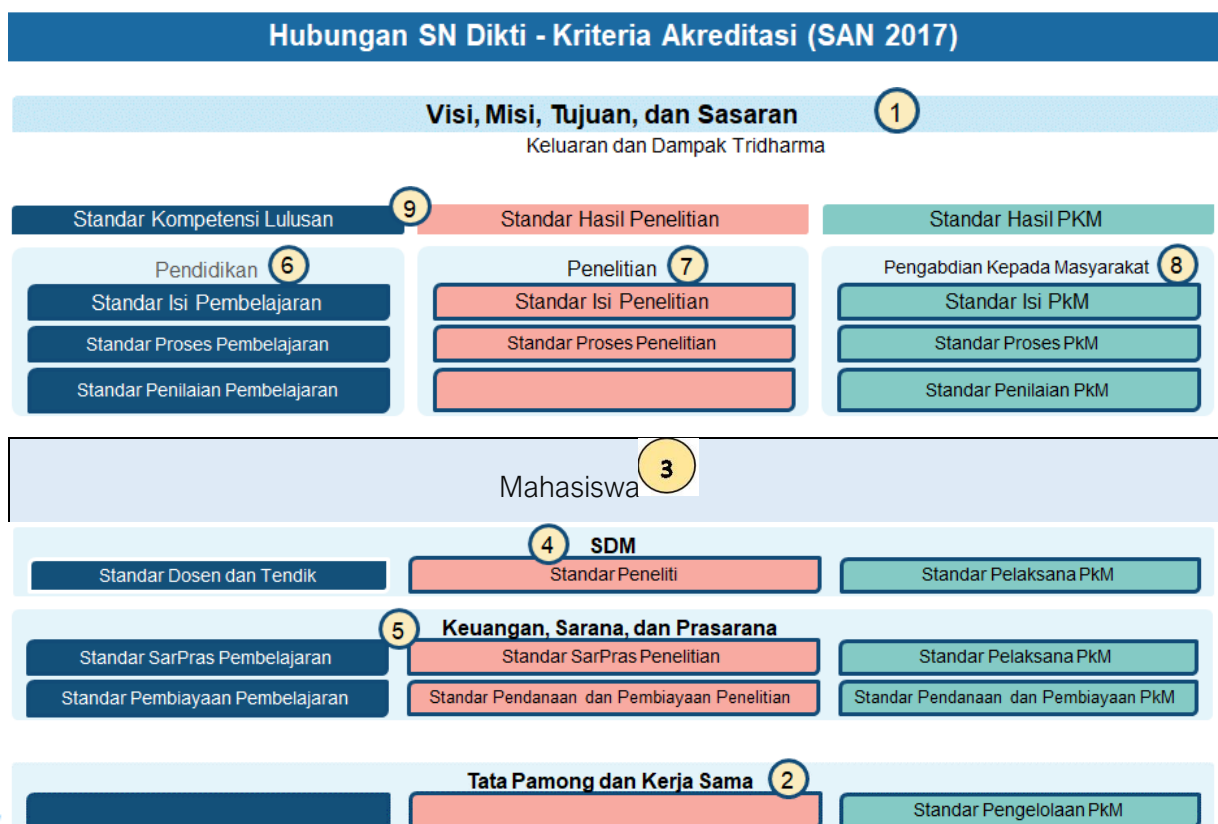 Hubungan SN Dikti - Kriteria Akreditasi (SAN 2017)
Visi, Misi, Tujuan, dan Sasaran 1
Keluaran dan Dampak Tridharma
Standar Kompetensi Lulusan 9 Standar Hasil Penelitian Standar Hasil PKM
Pendidikan 6 Penelitian 7 Pengabdian Kepada Masyarakat 8
Standar Isi Pembelajaran Standar Isi Penelitian Standar Isi PkM
Standar Proses Pembelajaran Standar Proses Penelitian Standar Proses PkM
Standar Penilaian Pembelajaran Standar Penilaian PkM
Mahasiswa 3
4 SDM
Standar Dosen dan Tendik Standar Peneliti Standar Pelaksana PkM
5 Keuangan, Sarana, dan Prasarana
Standar SarPras Pembelajaran Standar SarPras Penelitian Standar Pelaksana PkM
Standar Pembiayaan Pembelajaran Standar Pendanaan dan Pembiayaan Penelitian Standar Pendanaan dan Pembiayaan PkM
Tata Pamong dan Kerja Sama 2
Standar Pengelolaan PkM